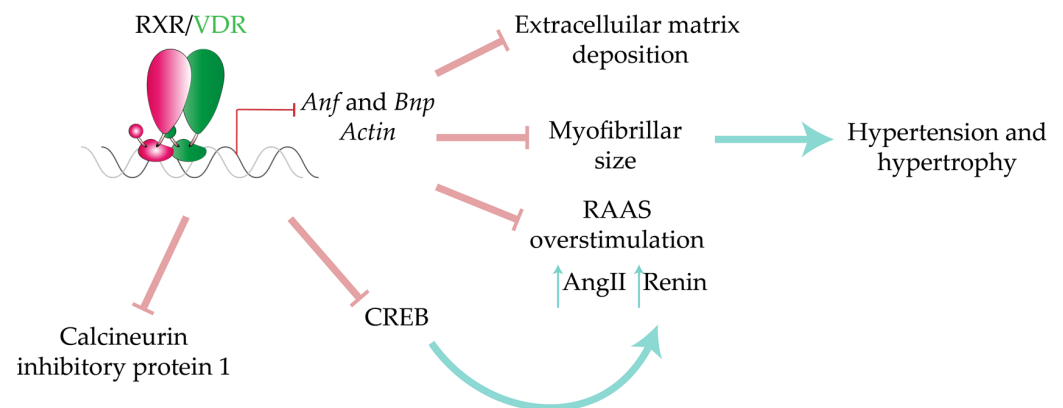 RXR/VDR
Anf and Bnp
Actin
Extracelluilar matrix
deposition
Myofibrillar
size
RAAS
overstimulation
AngII Renin
Hypertension and
hypertrophy
CREB
Calcineurin
inhibitory protein 1